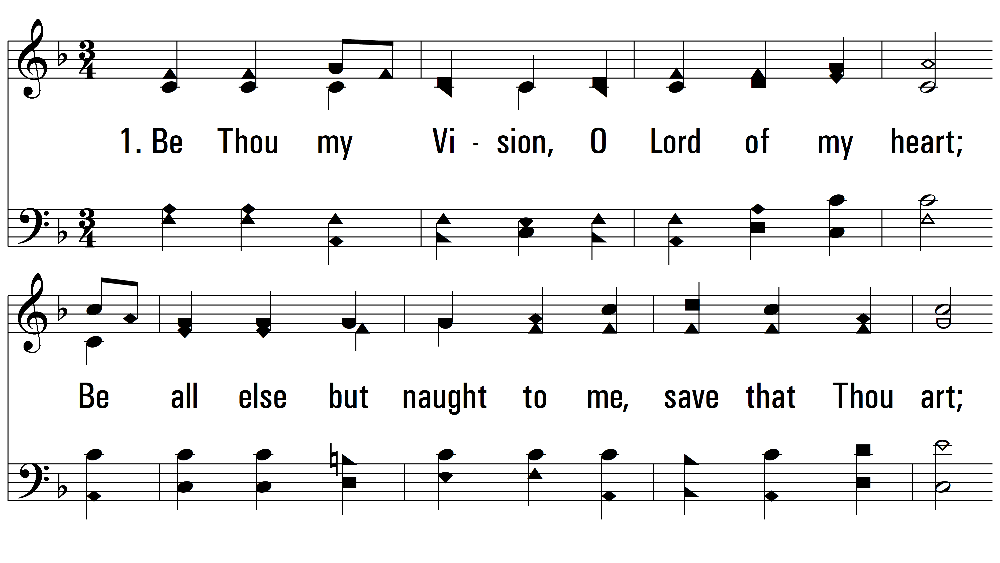 1. Be Thou my Vi - sion, O Lord of my heart;
Be all else but naught to me, save that Thou art;